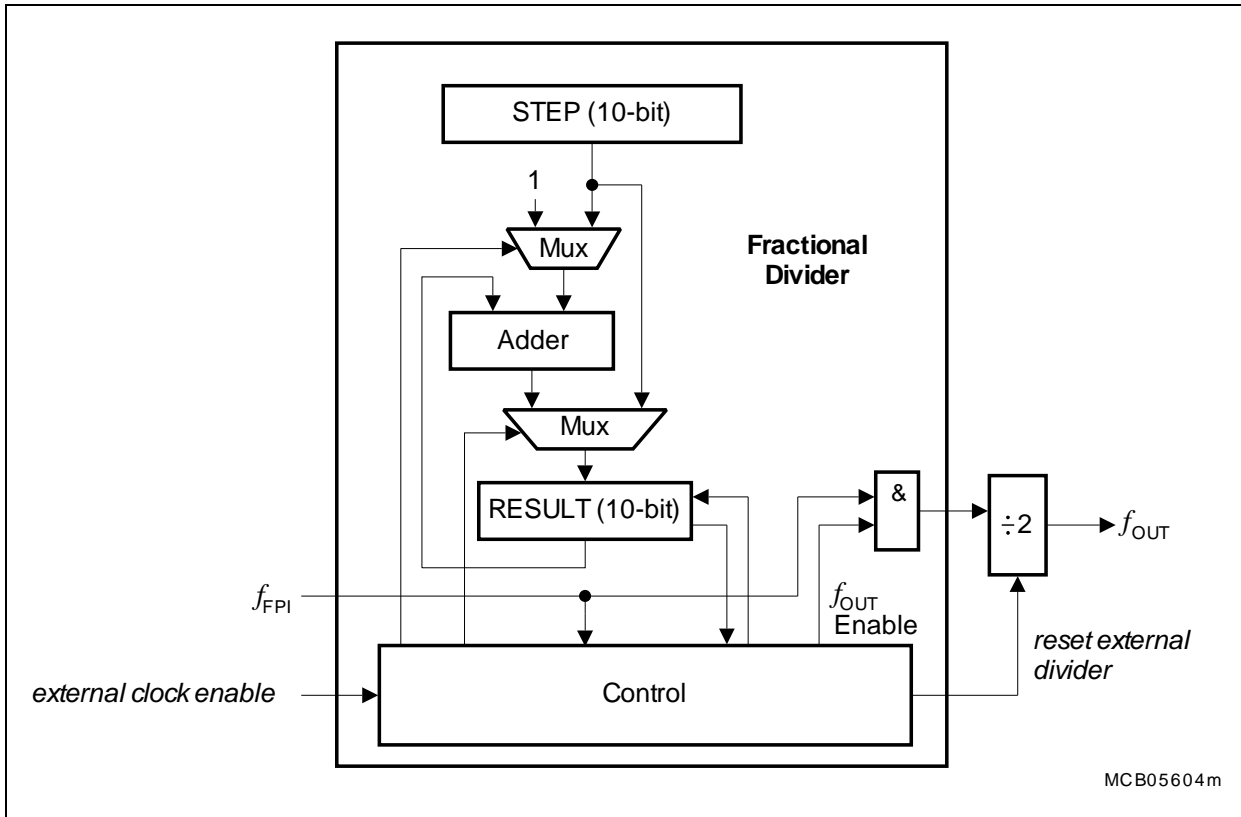 STEP (10-bit)
1
Mux
Fractional
Divider
Adder
Mux
RESULT (10-bit)
&
÷2
fOUT
fFPI
fOUT
Enable
reset external
divider
external clock enable
Control
MCB05604m